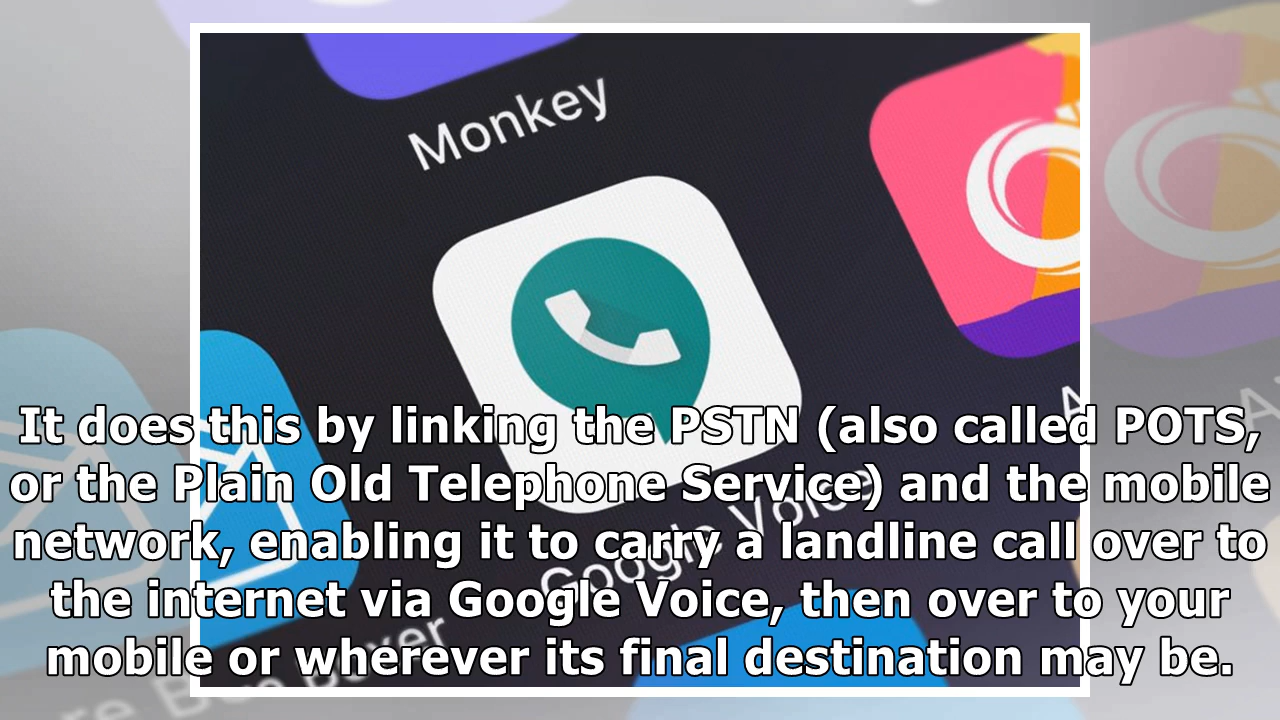 Monkey
It does this by linking the PSTN (also called POTS,
or the Plain Old Telephone Service) and the mobile
network, enabling it to carry a landline call over to
the internet via Google Voice, then over to your
mobile or wherever its final destination may be.
Google Voice